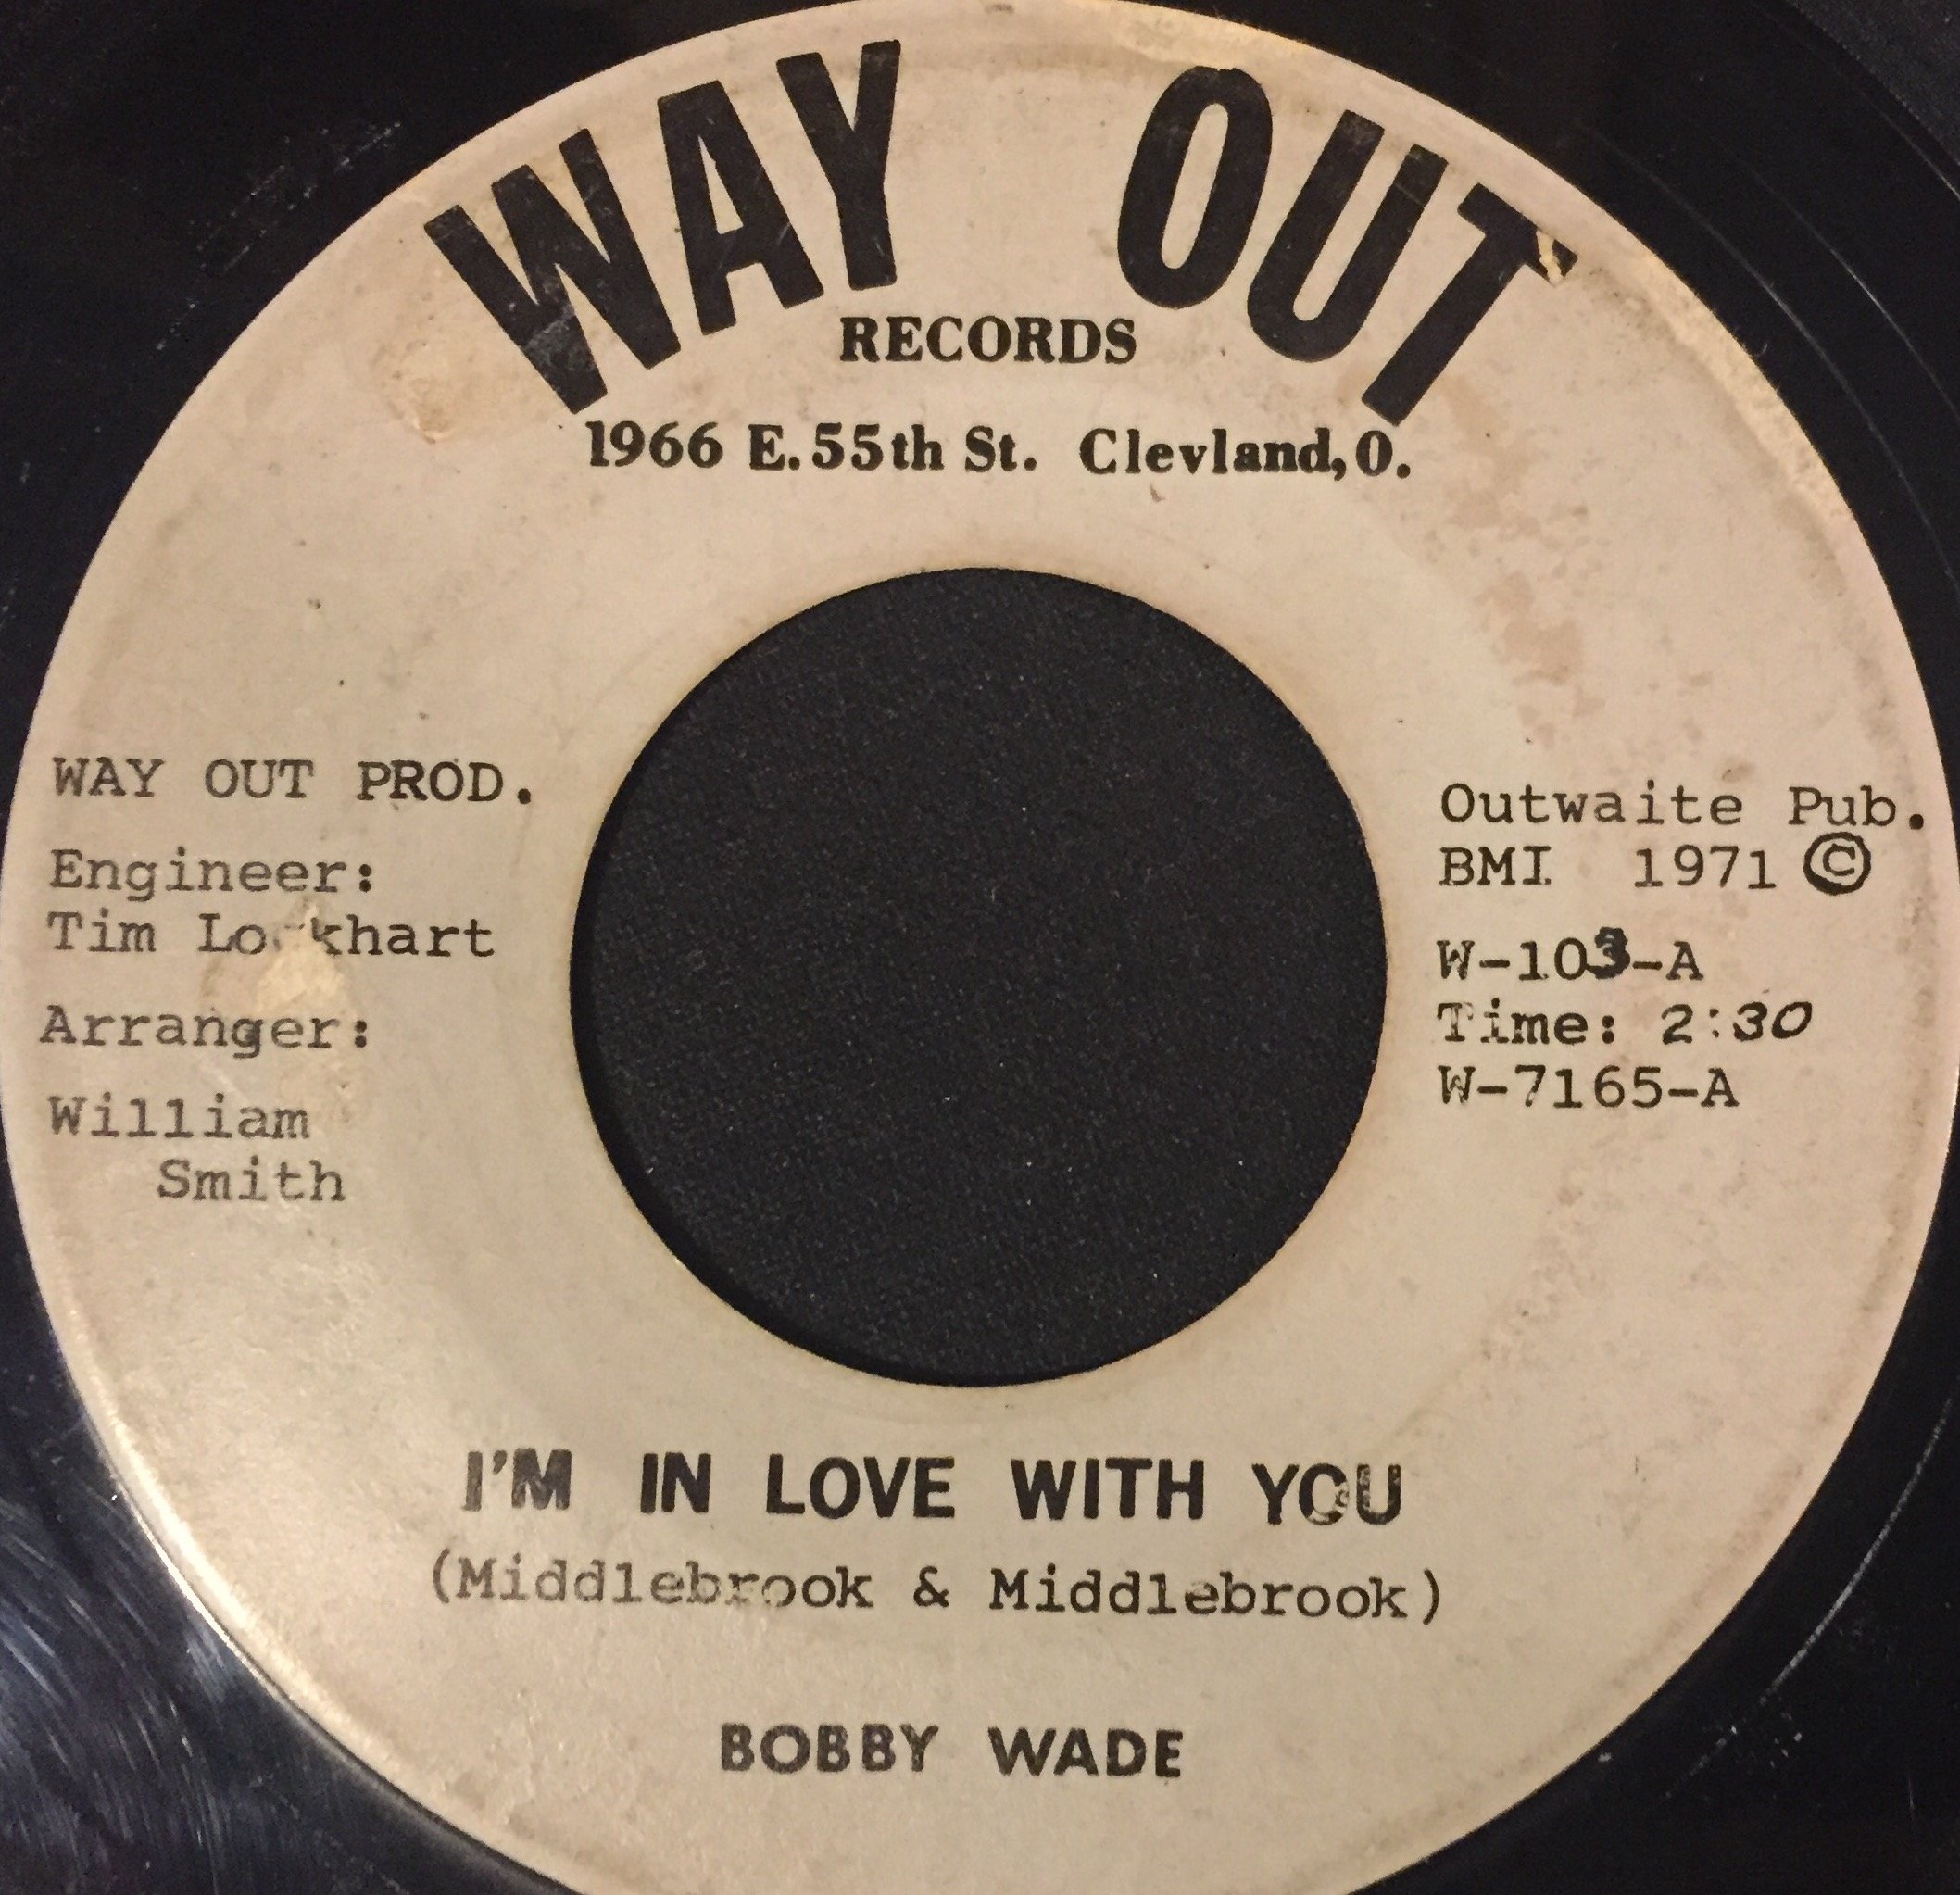 WAY OUT
RECORDS
1966 E. 55th St. Clevland, O.
WAY OUT PROD.
Engineer:
Tim Lockhart
Arranger:
William
Smith
Outwaite Pub.
BMI 1971 ©
W-103-A
Time: 2:30
W-7165-A
I'M IN LOVE WITH YOU
(Middlebrook & Middlebrook)
BOBBY WADE